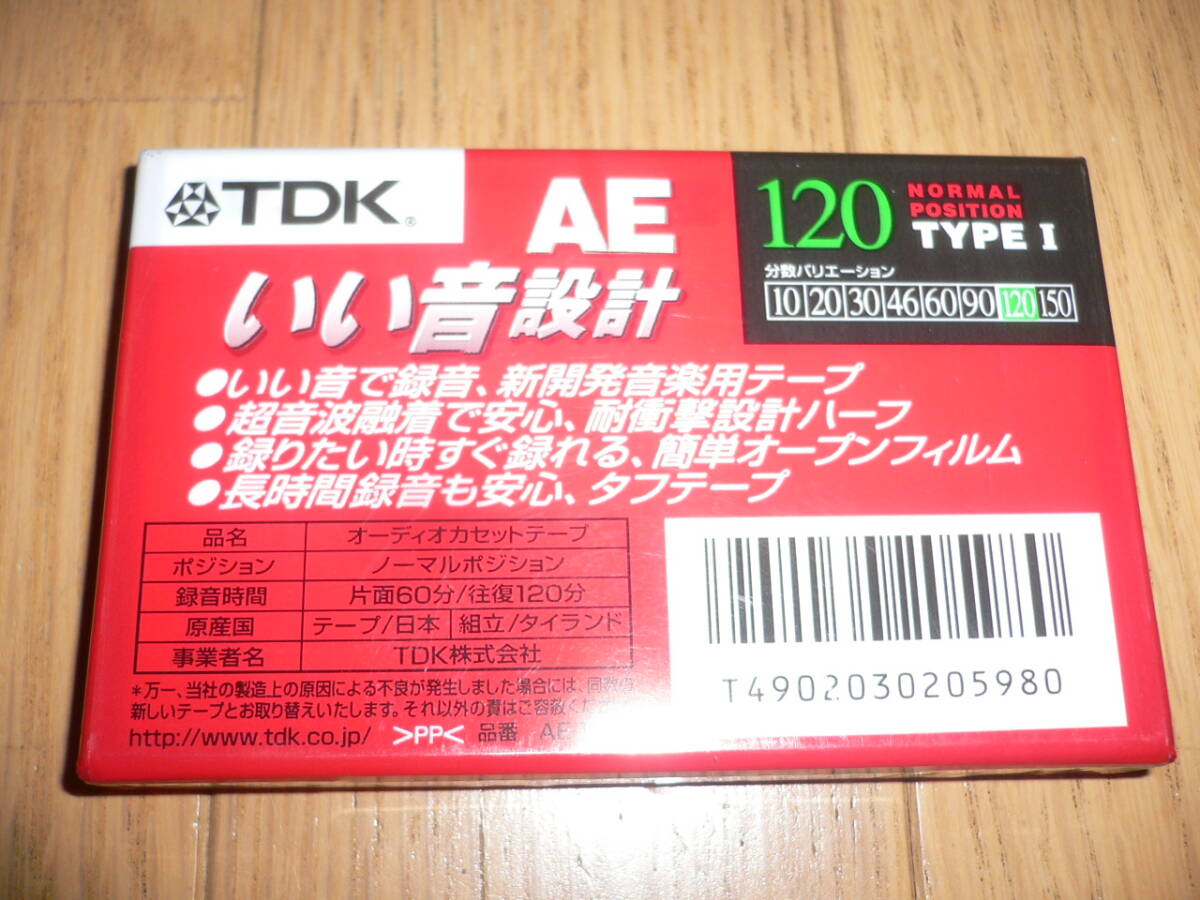 TDK®
AE
いい音設計
120
NORMAL
POSITION
TYPE I
分数バリエーション
10 20 30 46 60 90 120 150
●いい音で録音、新開発音楽用テープ
●超音波融着で安心、耐衝撃設計ハーフ
●録りたい時すぐ録れる、簡単オープンフィルム
●長時間録音も安心、タフテープ
品名 オーディオカセットテープ
ポジション ノーマルポジション
録音時間 片面60分/往復120分
原産国 テープ/日本 組立/タイランド
事業者名 TDK株式会社
*万一、当社の製造上の原因による不良が発生しました場合には、同数の
新しいテープとお取り替えいたします。それ以外の責はご容赦くだ
http://www.tdk.co.jp/ >PP< 品番 AE
T4902030205980